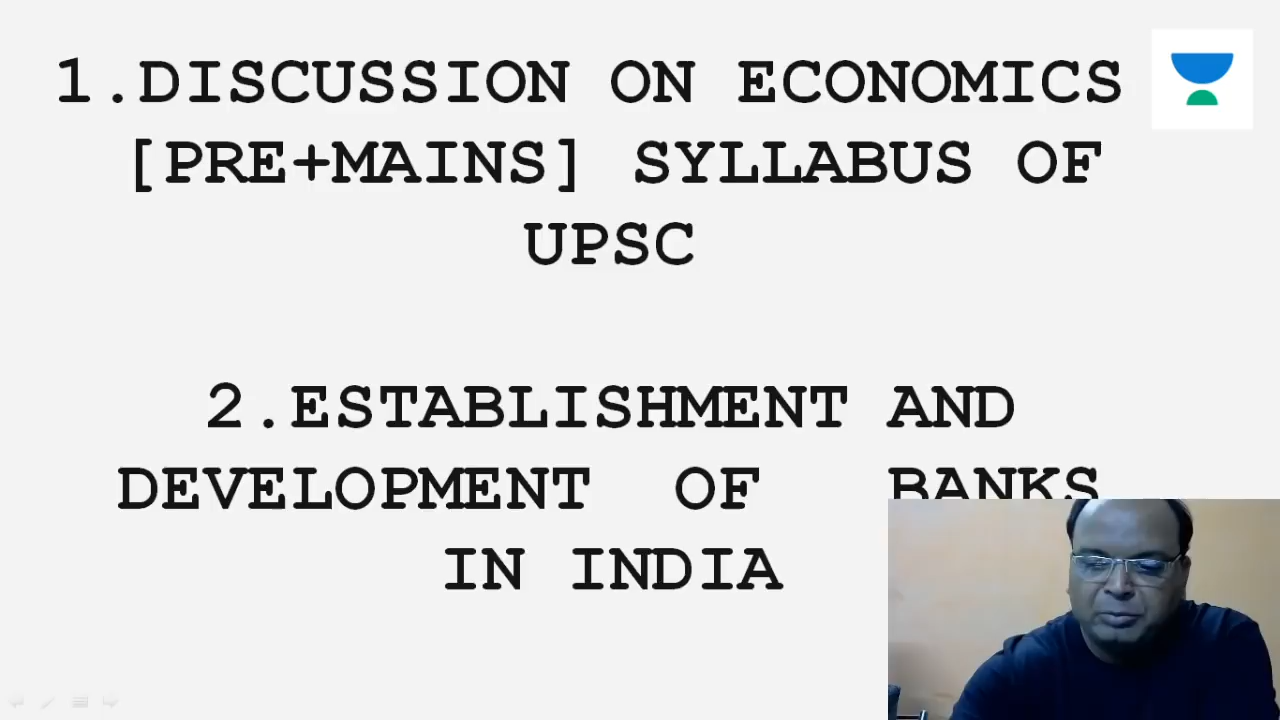 1.DISCUSSION ON ECONOMICS
[PRE+MAINS] SYLLABUS OF
UPSC
2.ESTABLISHMENT AND
DEVELOPMENT OF BANKS
IN INDIA